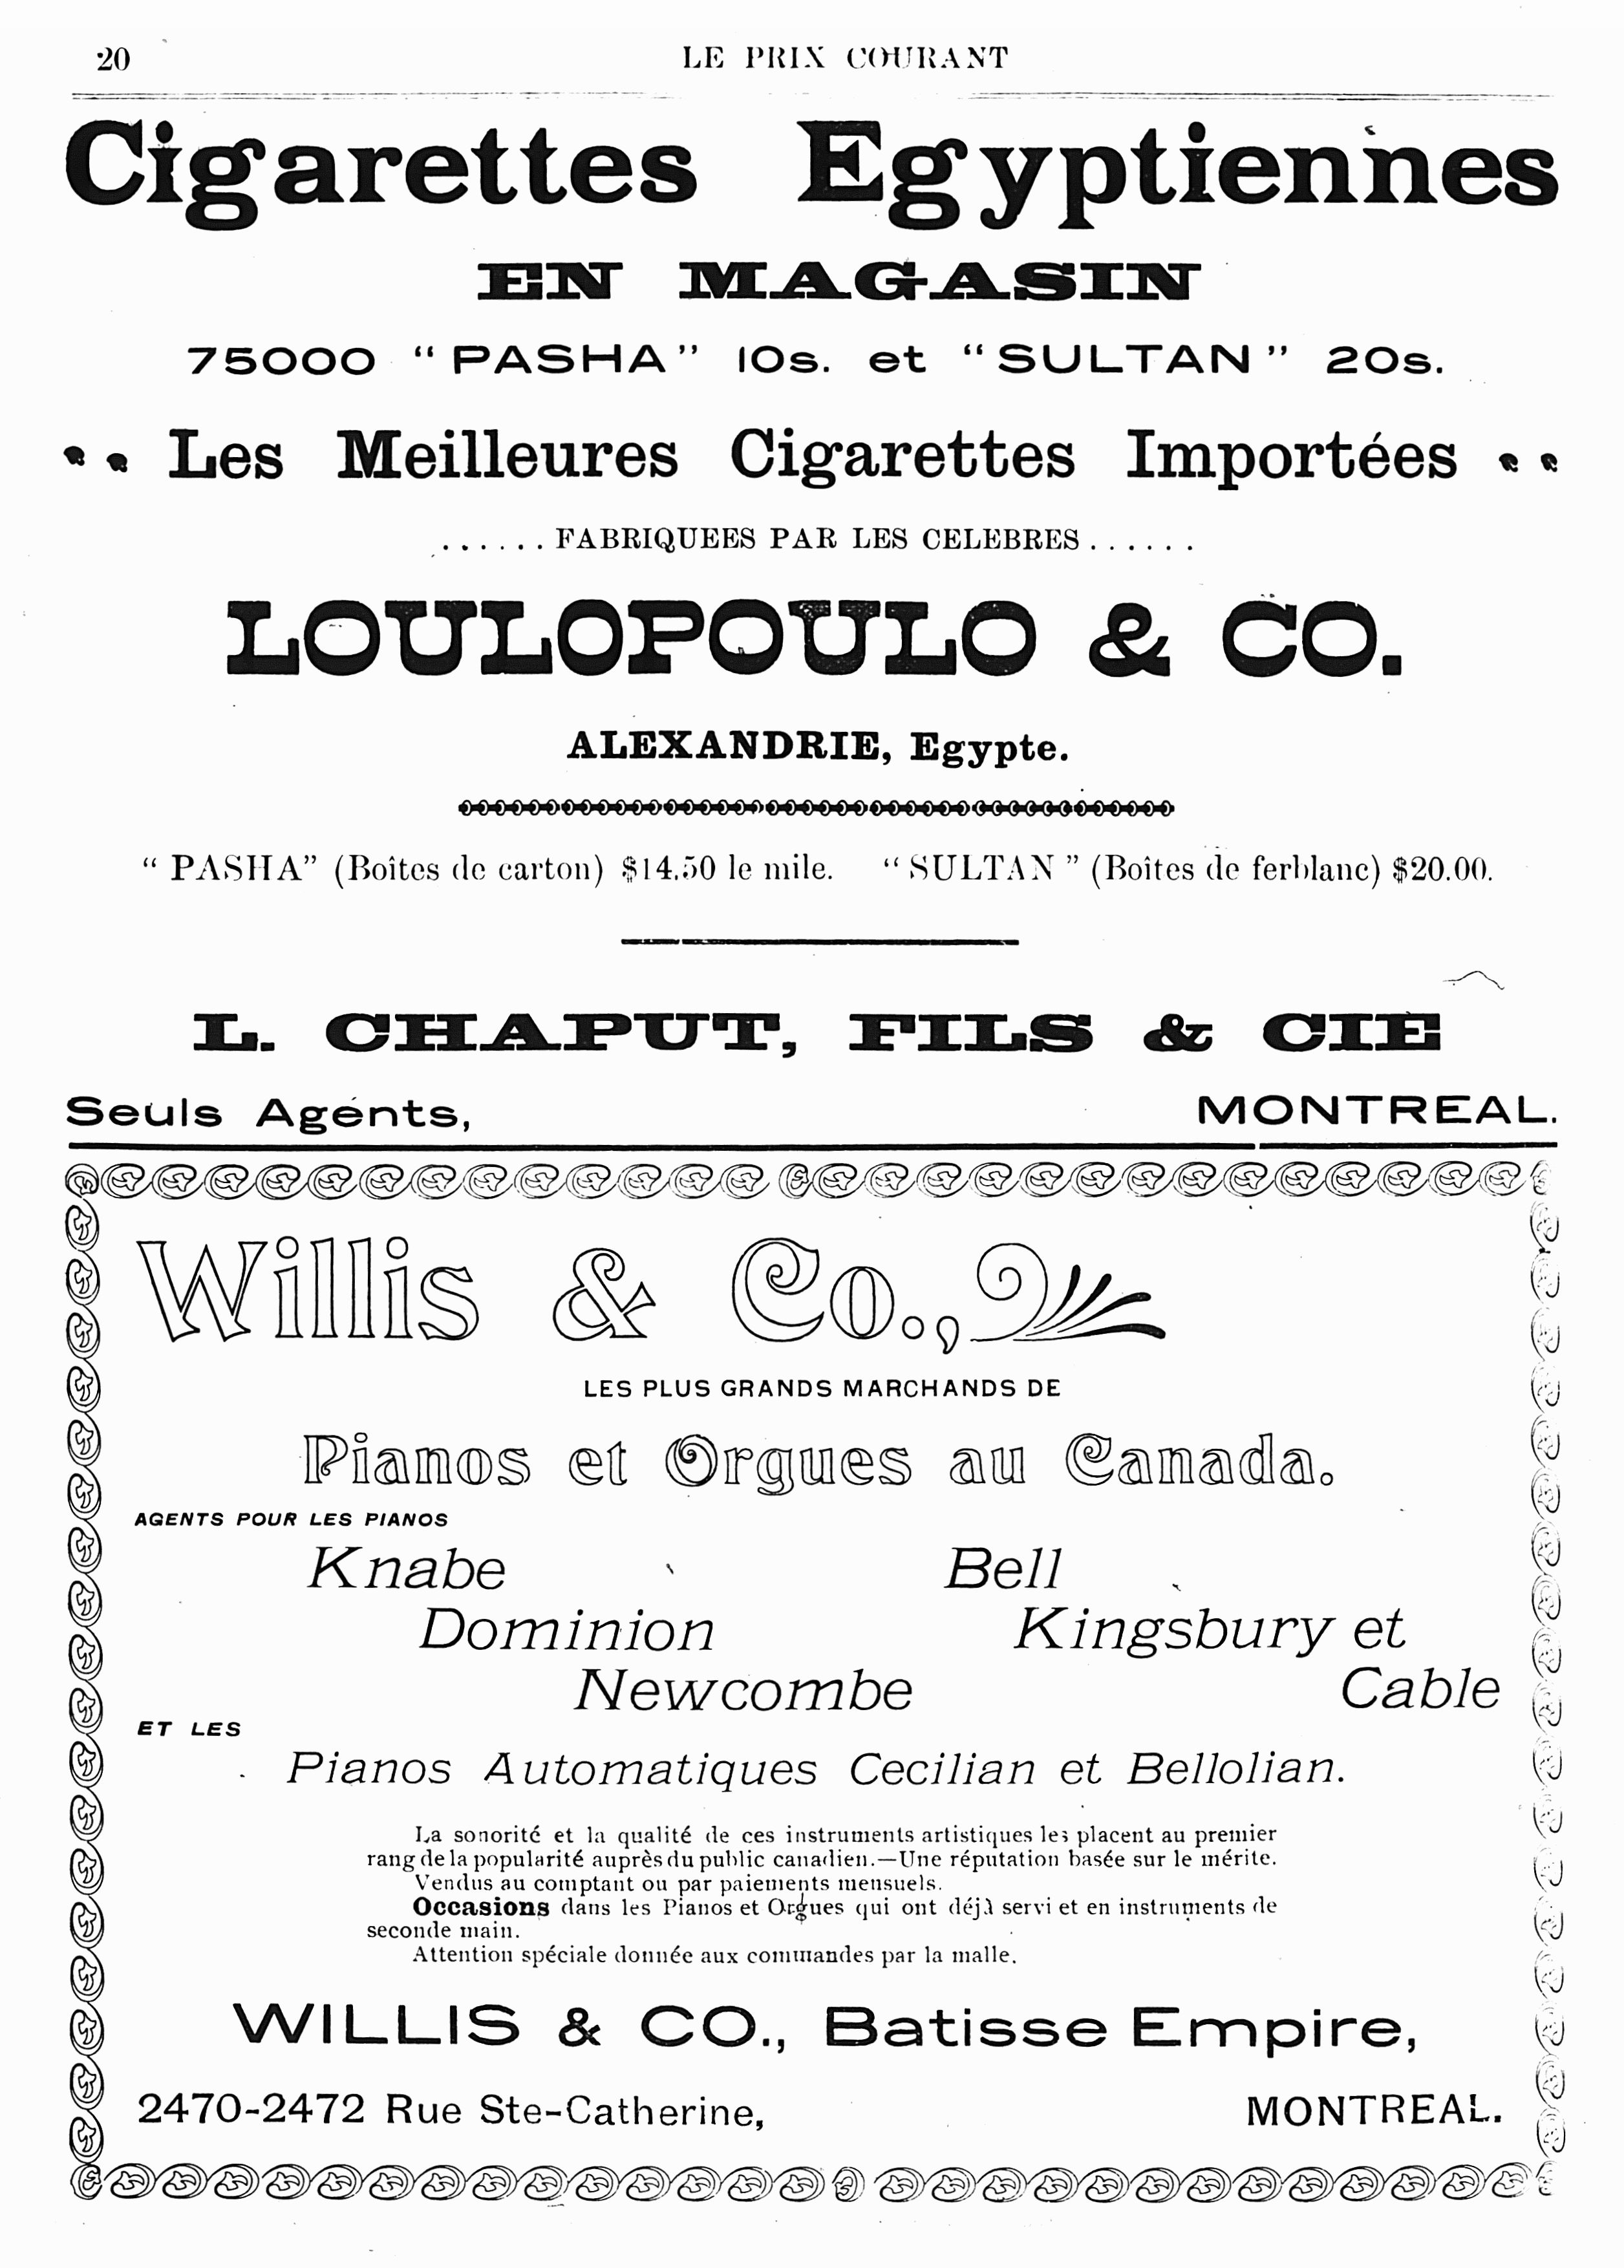 20
LE PRIX COURANT
Cigarettes Egyptiennes
EN MAGASIN
75000 “PASHA” 10s. et “SULTAN” 20s.
Les Meilleures Cigarettes Importées
......FABRIQUEES PAR LES CELEBRES......
LOULOPOULO & CO.
ALEXANDRIE, Egypte.
“PASHA” (Boîtes de carton) $14.50 le mile. “SULTAN” (Boîtes de ferblanc) $20.00.
L. CHAPUT, FILS & CIE
Seuls Agents, MONTREAL.
Willis & Co.,
LES PLUS GRANDS MARCHANDS DE
Pianos et Orgues au Canada.
AGENTS POUR LES PIANOS
Knabe Bell
Dominion Kingsbury et
Newcombe Cable
ET LES
Pianos Automatiques Cecilian et Bellolian.
La sonorité et la qualité de ces instruments artistiques les placent au premier
rang de la popularité auprès du public canadien.—Une réputation basée sur le mérite.
Vendus au comptant ou par paiements mensuels.
Occasions dans les Pianos et Orgues qui ont déjà servi et en instruments de
seconde main.
Attention spéciale donnée aux commandes par la malle.
WILLIS & CO., Batisse Empire,
2470-2472 Rue Ste-Catherine, MONTREAL.